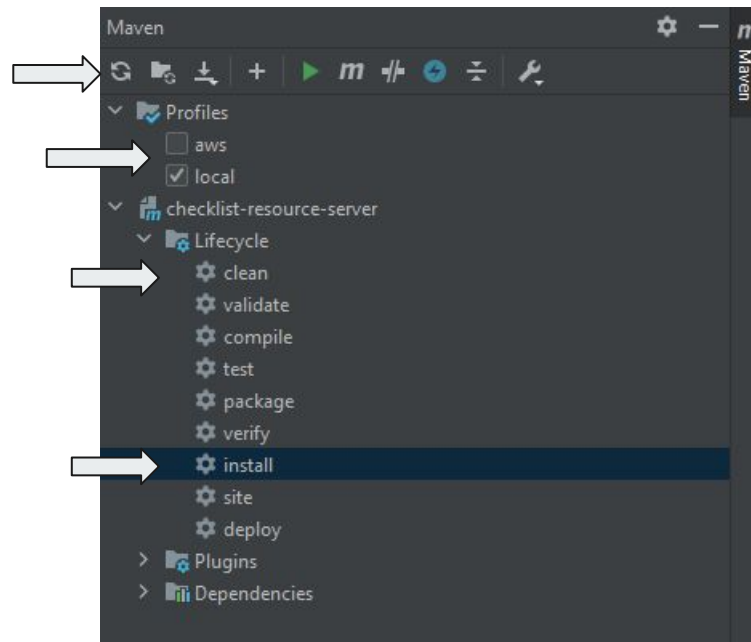 Maven
m
Maven
m
Profiles
aws
local
checklist-resource-server
Lifecycle
clean
validate
compile
test
package
verify
install
site
deploy
Plugins
Dependencies